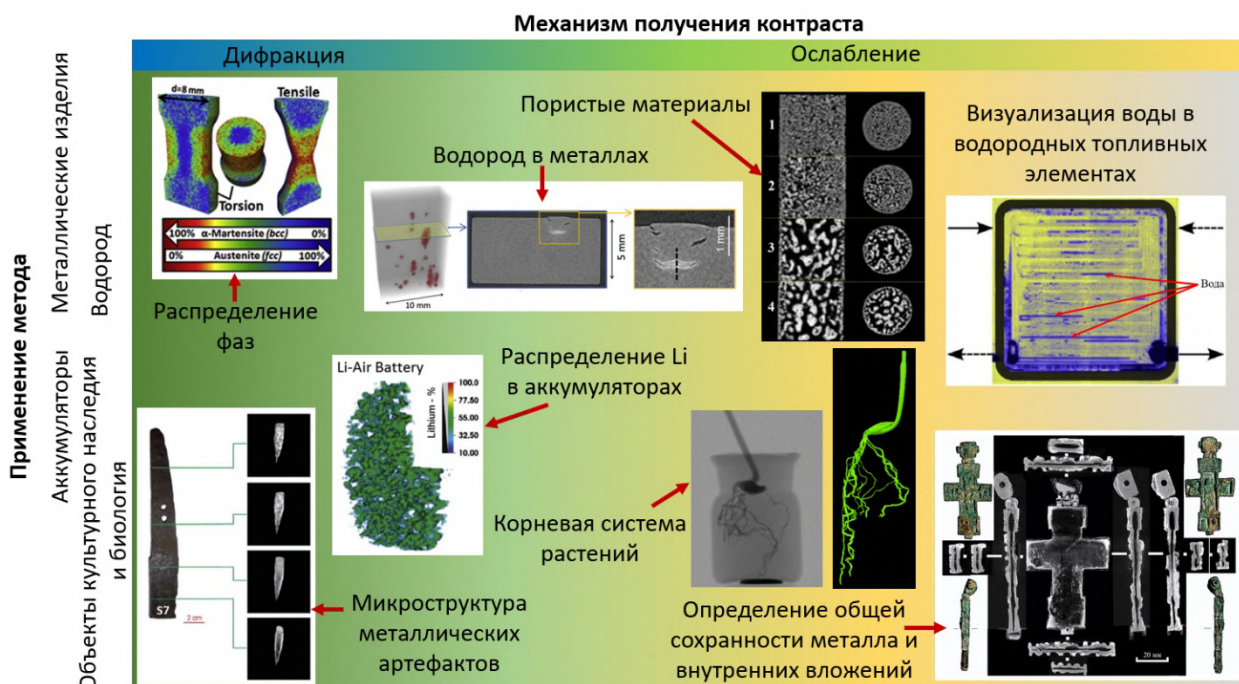 Механизм получения контраста
Дифракция
Ослабление
Применение метода
Металлические изделия
Водород
Аккумуляторы
Объекты культурного наследия
и биология
d=8 mm
Tensile
Torsion
100% α-Martensite (bcc) 0%
0% Austenite (fcc) 100%
Распределение
фаз
Водород в металлах
10 mm
5 mm
1 mm
Пористые материалы
1
2
3
4
Визуализация воды в
водородных топливных
элементах
Вода
Li-Air Battery
Lithium - %
100.0
77.50
55.00
32.50
10.00
Распределение Li
в аккумуляторах
S7
2 cm
Микроструктура
металлических
артефактов
Корневая система
растений
Определение общей
сохранности металла и
внутренних вложений
20 мм